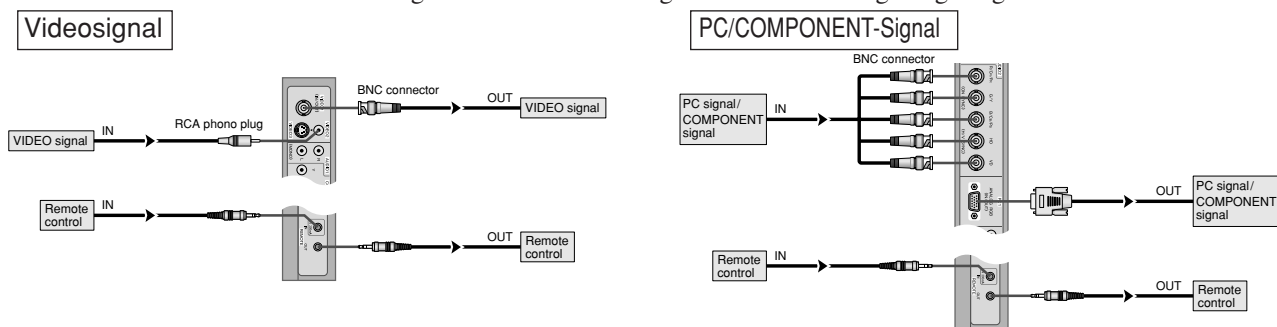 Videosignal
BNC connector
OUT
VIDEO signal
RCA phono plug
IN
VIDEO signal
Remote
control
IN
OUT
Remote
control
PC/COMPONENT-Signal
BNC connector
PC signal/
COMPONENT
signal
IN
OUT
PC signal/
COMPONENT
signal
Remote
control
IN
OUT
Remote
control